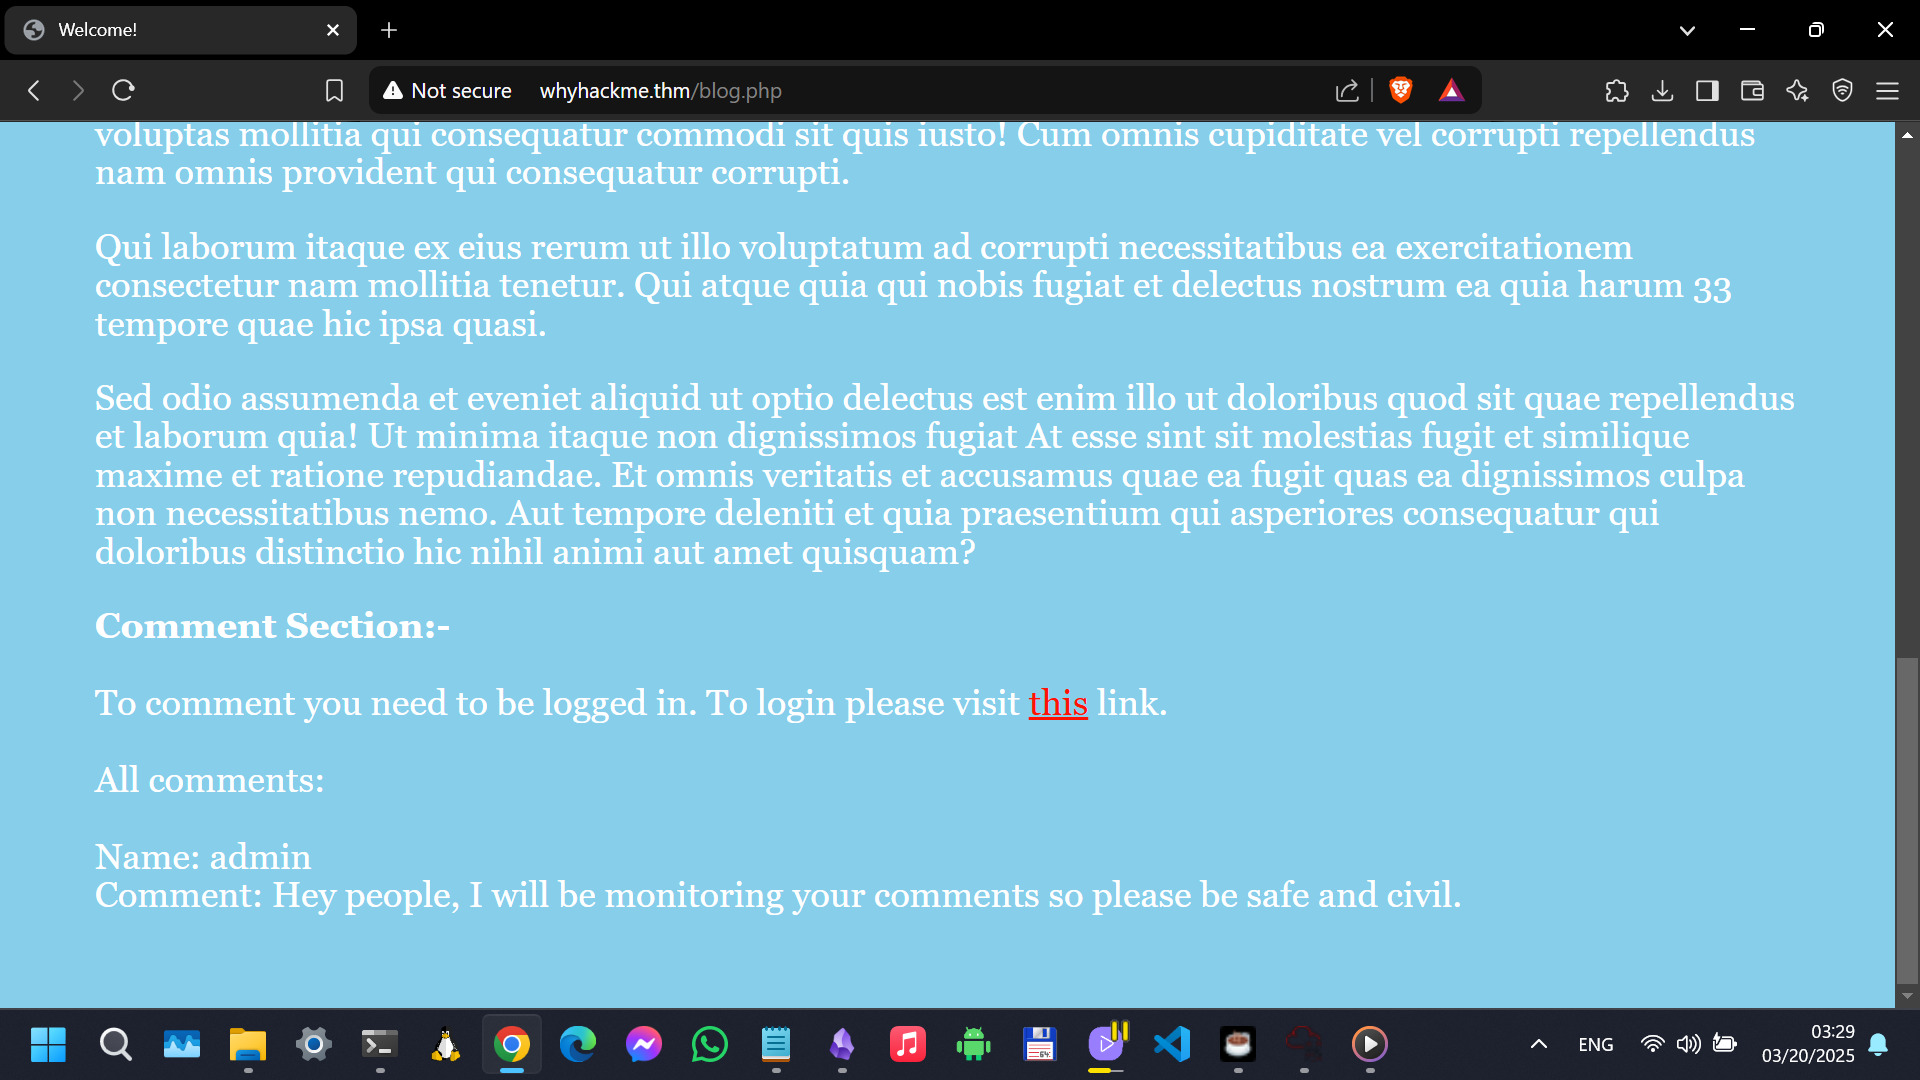 Welcome!
Not secure whyhackme.thm/blog.php
voluptas mollitia qui consequatur commodi sit quis iusto! Cum omnis cupiditate vel corrupti repellendus
nam omnis provident qui consequatur corrupti.
Qui laborum itaque ex eius rerum ut illo voluptatum ad corrupti necessitatibus ea exercitationem
consectetur nam mollitia tenetur. Qui atque quia qui nobis fugiat et delectus nostrum ea quia harum 33
tempore quae hic ipsa quasi.
Sed odio assumenda et eveniet aliquid ut optio delectus est enim illo ut doloribus quod sit quae repellendus
et laborum quia! Ut minima itaque non dignissimos fugiat At esse sint sit molestias fugit et similique
maxime et ratione repudiandae. Et omnis veritatis et accusamus quae ea fugit quas ea dignissimos culpa
non necessitatibus nemo. Aut tempore deleniti et quia praesentium qui asperiores consequatur qui
doloribus distinctio hic nihil animi aut amet quisquam?
Comment Section:-
To comment you need to be logged in. To login please visit this link.
All comments:
Name: admin
Comment: Hey people, I will be monitoring your comments so please be safe and civil.
64
ENG
03:29
03/20/2025